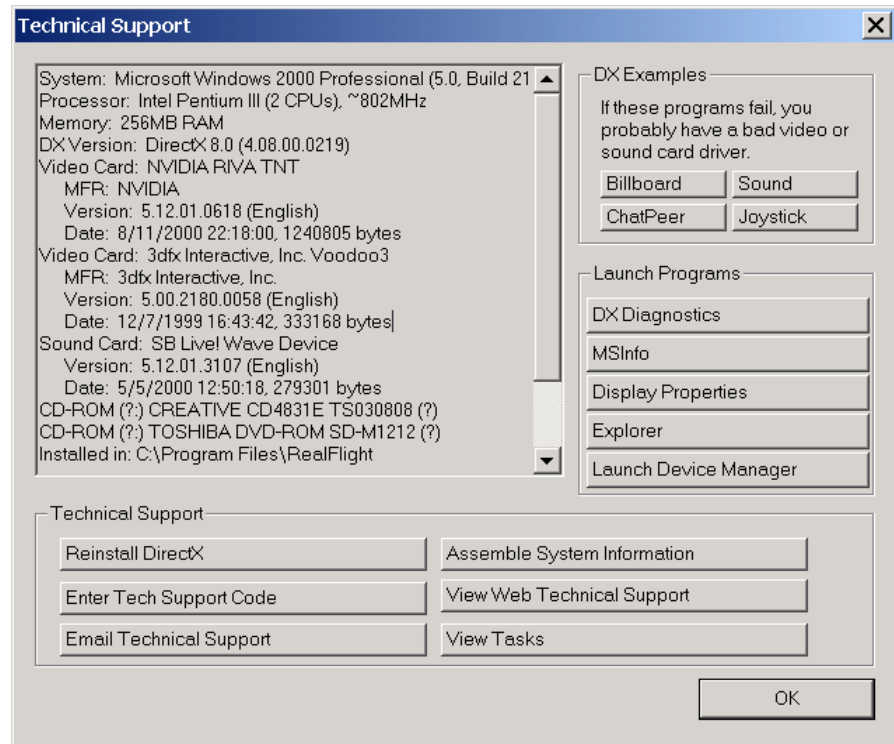 Technical Support
System: Microsoft Windows 2000 Professional (5.0, Build 21
Processor: Intel Pentium III (2 CPUs), ~802MHz
Memory: 256MB RAM
DX Version: DirectX 8.0 (4.08.00.0219)
Video Card: NVIDIA RIVA TNT
MFR: NVIDIA
Version: 5.12.01.0618 (English)
Date: 8/11/2000 22:18:00, 1240805 bytes
Video Card: 3dfx Interactive, Inc. Voodoo3
MFR: 3dfx Interactive, Inc.
Version: 5.00.2180.0058 (English)
Date: 12/7/1999 16:43:42, 333168 bytes
Sound Card: SB Live! Wave Device
Version: 5.12.01.3107 (English)
Date: 5/5/2000 12:50:18, 279301 bytes
CD-ROM (?:) CREATIVE CD4831E TS030808 (?)
CD-ROM (?:) TOSHIBA DVD-ROM SD-M1212 (?)
Installed in: C:\Program Files\RealFlight
DX Examples
If these programs fail, you
probably have a bad video or
sound card driver.
Billboard Sound
ChatPeer Joystick
Launch Programs
DX Diagnostics
MSInfo
Display Properties
Explorer
Launch Device Manager
Technical Support
Reinstall DirectX Assemble System Information
Enter Tech Support Code View Web Technical Support
Email Technical Support View Tasks
OK